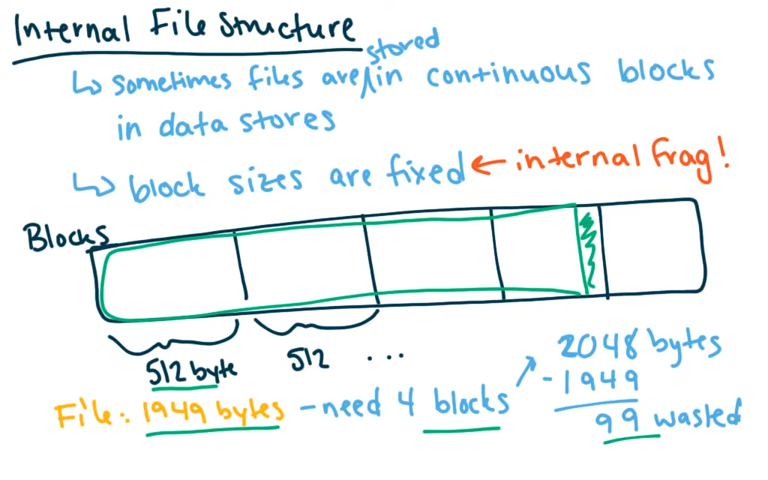 Internal File Structure
↳ sometimes files are stored in continuous blocks
in data stores
↳ block sizes are fixed ← internal frag!
Blocks
512 byte 512 ...
File: 1949 bytes - need 4 blocks
2048 bytes
- 1949
99 wasted